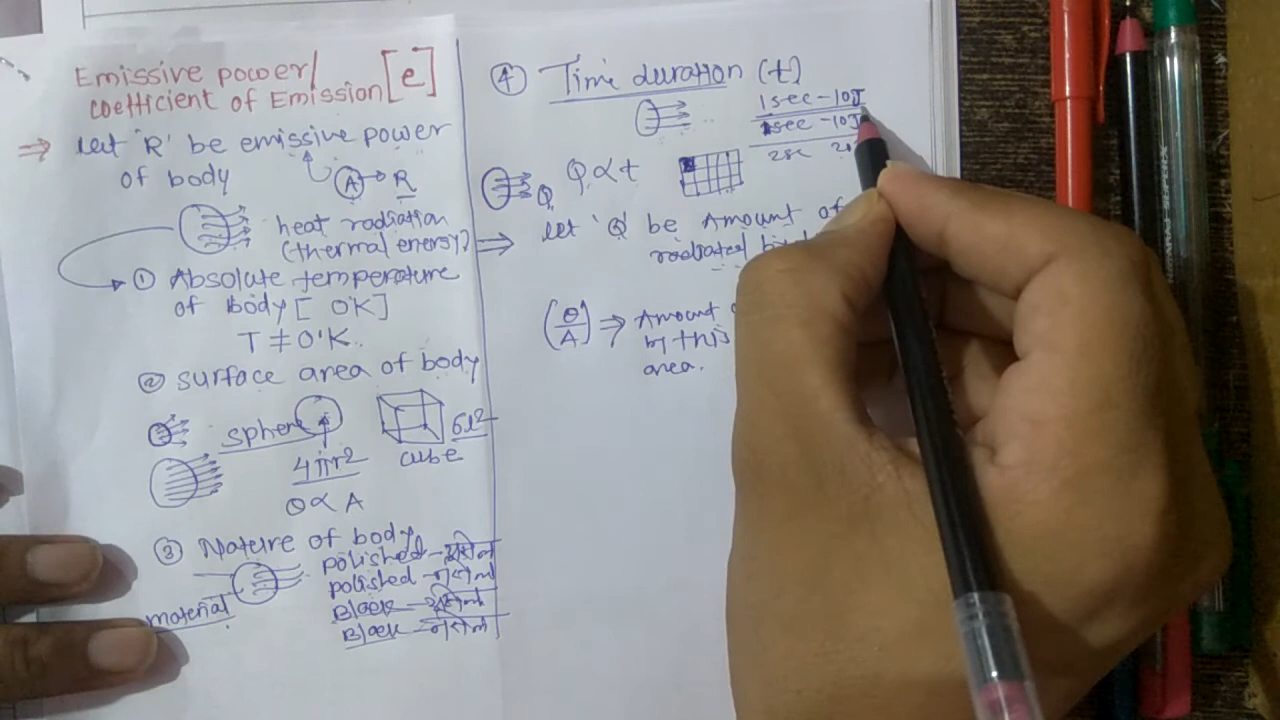 Emissive power/
coefficient of Emission [e]
⇒ Let 'R' be emissive power
of body
A → R
heat radiation
(thermal energy)
① Absolute temperature
of body [ 0°K]
T ≠ 0°K.
② surface area of body
sphere
4πr²
6l²
cube
Q ∝ A
③ Nature of body
material
polished -
polished -
Black -
Black -
④ Time duration (t)
1sec - 10J
1sec - 10J
Q
Q ∝ t
⇒ let 'Q' be Amount of
radiated
(Q/A) ⇒ Amount
by this
area.